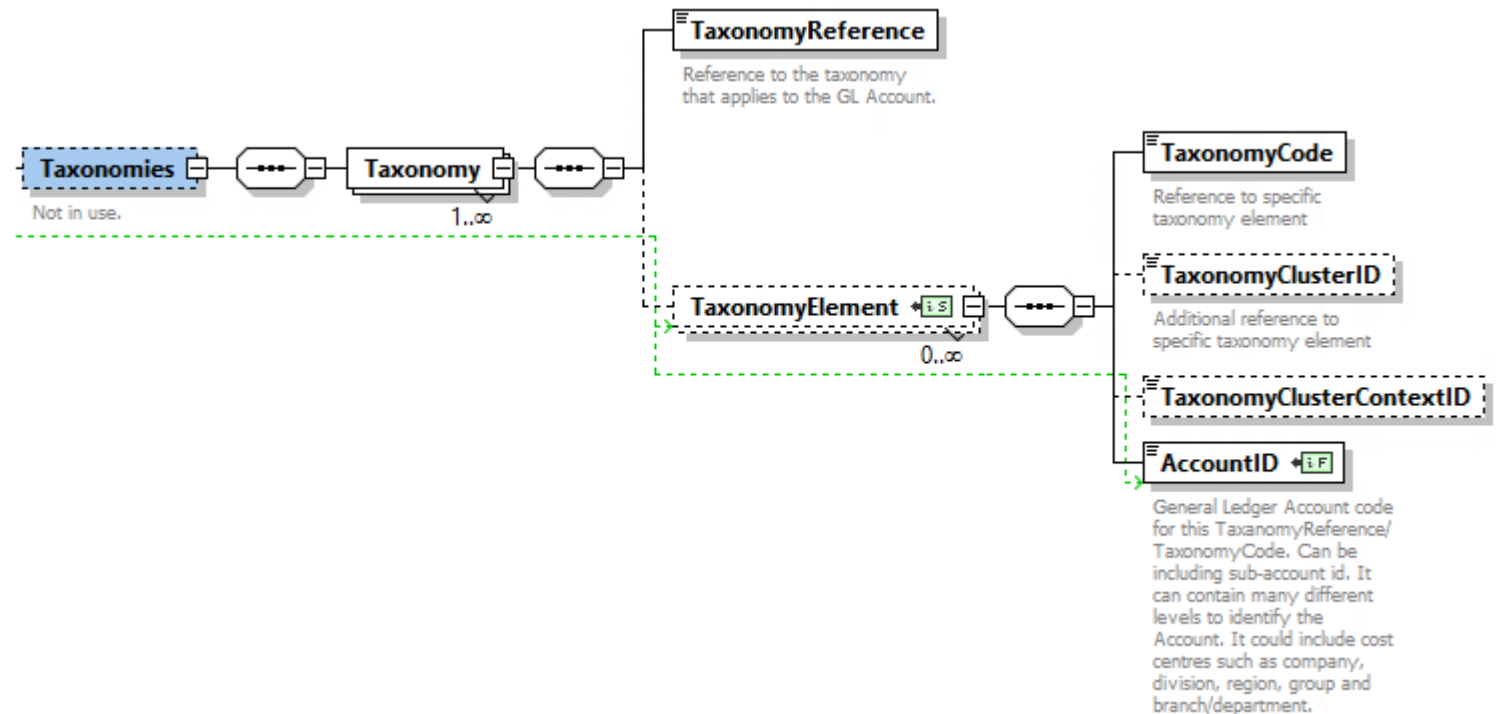 TaxonomyReference
Reference to the taxonomy
that applies to the GL Account.
Taxonomies
Not in use.
Taxonomy
1..∞
TaxonomyElement
i S
0..∞
TaxonomyCode
Reference to specific
taxonomy element
TaxonomyClusterID
Additional reference to
specific taxonomy element
TaxonomyClusterContextID
AccountID
i F
General Ledger Account code
for this TaxanomyReference/
TaxonomyCode. Can be
including sub-account id. It
can contain many different
levels to identify the
Account. It could include cost
centres such as company,
division, region, group and
branch/department.